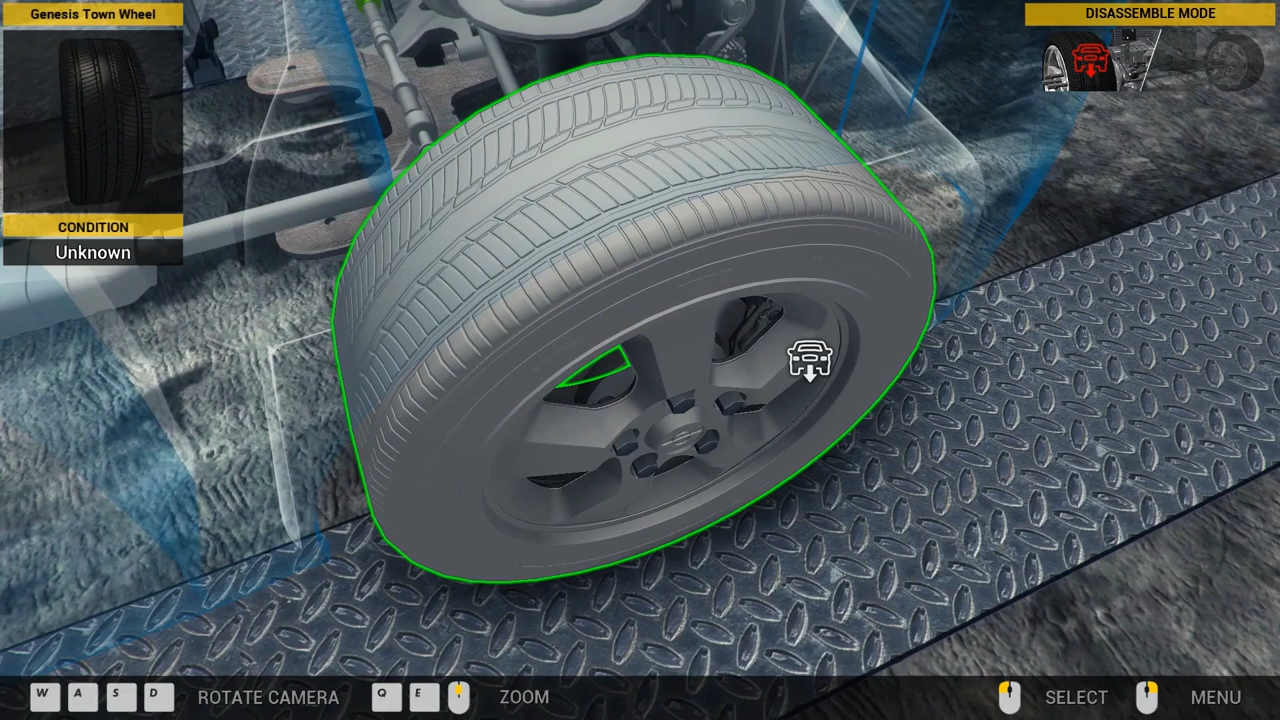 Genesis Town Wheel
DISASSEMBLE MODE
CONDITION
Unknown
W A S D ROTATE CAMERA Q E ZOOM SELECT MENU